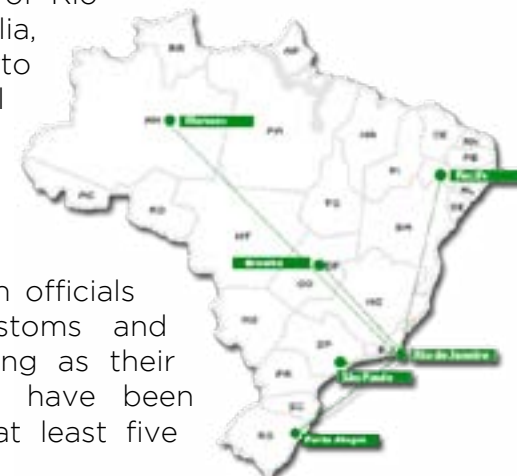 of Rio
lia,
to
l
officials
stoms and
ng as their
have been
at least five
RR
AP
AM
Manaus
PA
MA
CE
RN
PB
PI
Recife
AL
SE
AC
RO
TO
BA
MT
Brasília
DF
GO
MG
MS
SP
Rio de Janeiro
São Paulo
PR
SC
RS
Porto Alegre